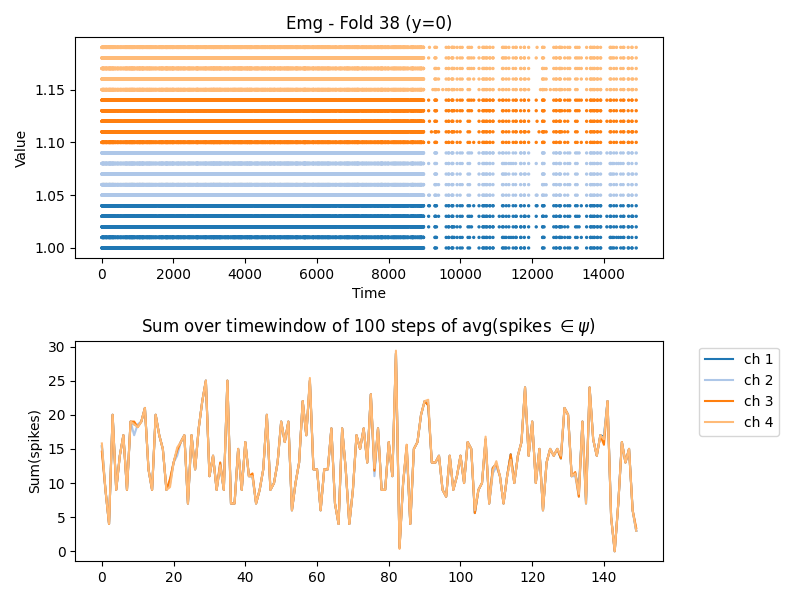 Emg - Fold 38 (y=0)
Value
1.15
1.10
1.05
1.00
0 2000 4000 6000 8000 10000 12000 14000
Time
Sum over timewindow of 100 steps of avg(spikes ∈ ψ)
Sum(spikes)
30
25
20
15
10
5
0
0 20 40 60 80 100 120 140
ch 1
ch 2
ch 3
ch 4